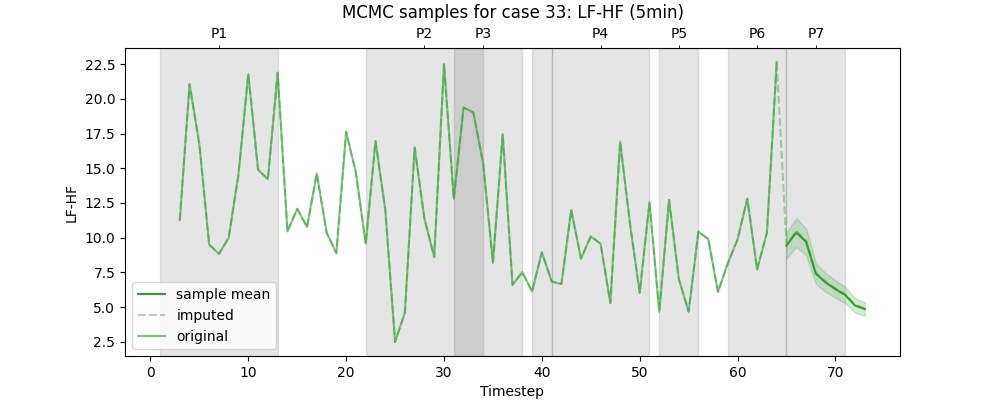 MCMC samples for case 33: LF-HF (5min)
P1 P2 P3 P4 P5 P6 P7
22.5
20.0
17.5
15.0
12.5
10.0
7.5
5.0
2.5
LF-HF
sample mean
imputed
original
0 10 20 30 40 50 60 70
Timestep